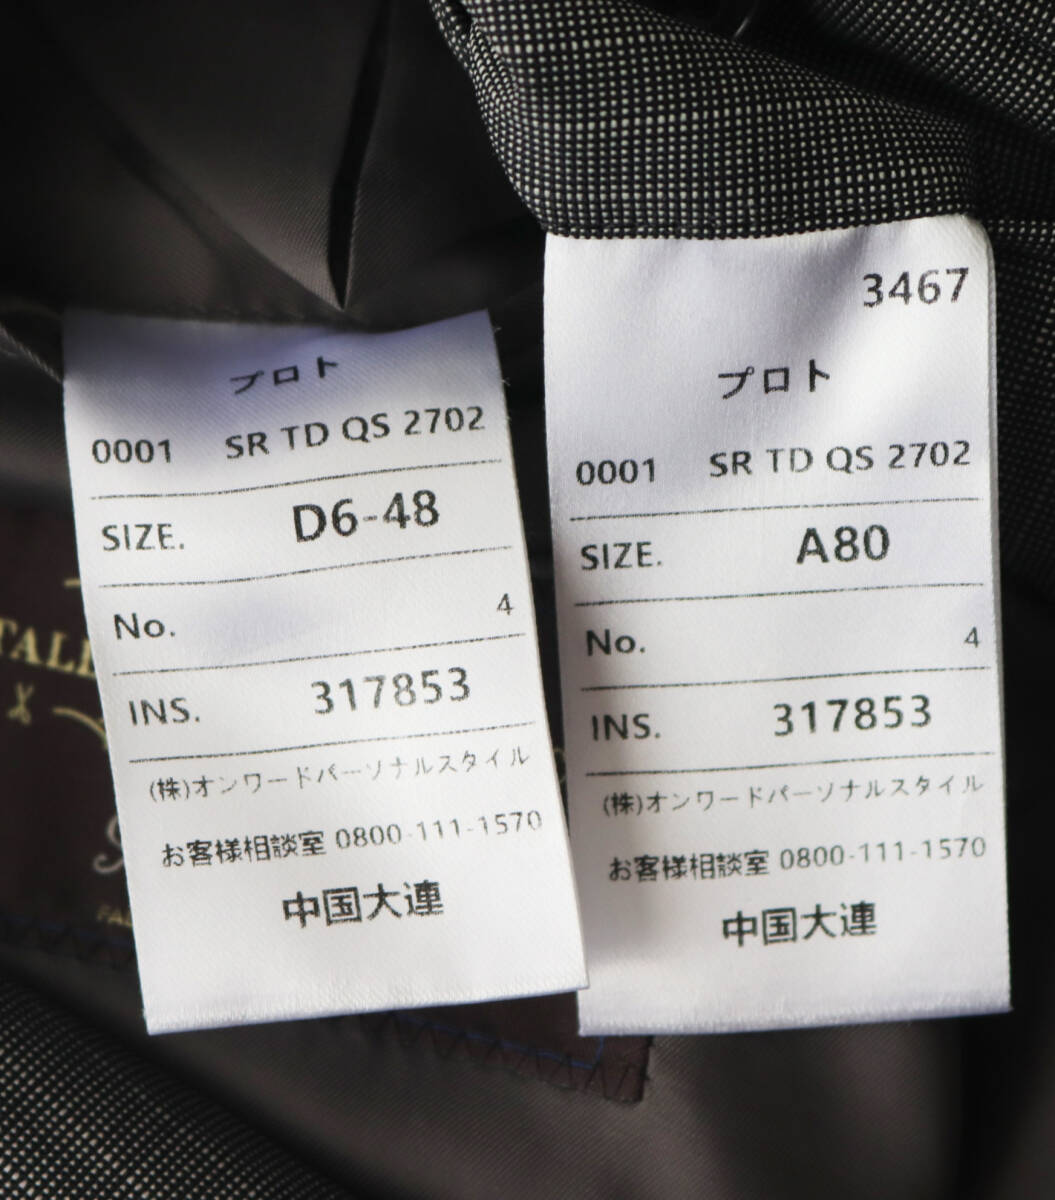 プロト
0001 SR TD QS 2702
SIZE. D6-48
No. 4
INS. 317853
(株)オンワードパーソナルスタイル
お客様相談室 0800-111-1570
中国大連
3467
プロト
0001 SR TD QS 2702
SIZE. A80
No. 4
INS. 317853
(株)オンワードパーソナルスタイル
お客様相談室 0800-111-1570
中国大連